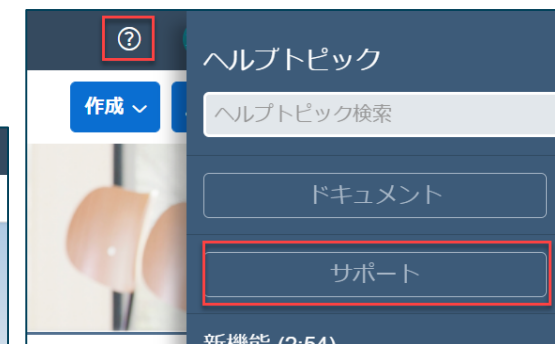 ?
ヘルプトピック
作成
ヘルプトピック検索
ドキュメント
サポート
新機能 (2:54)